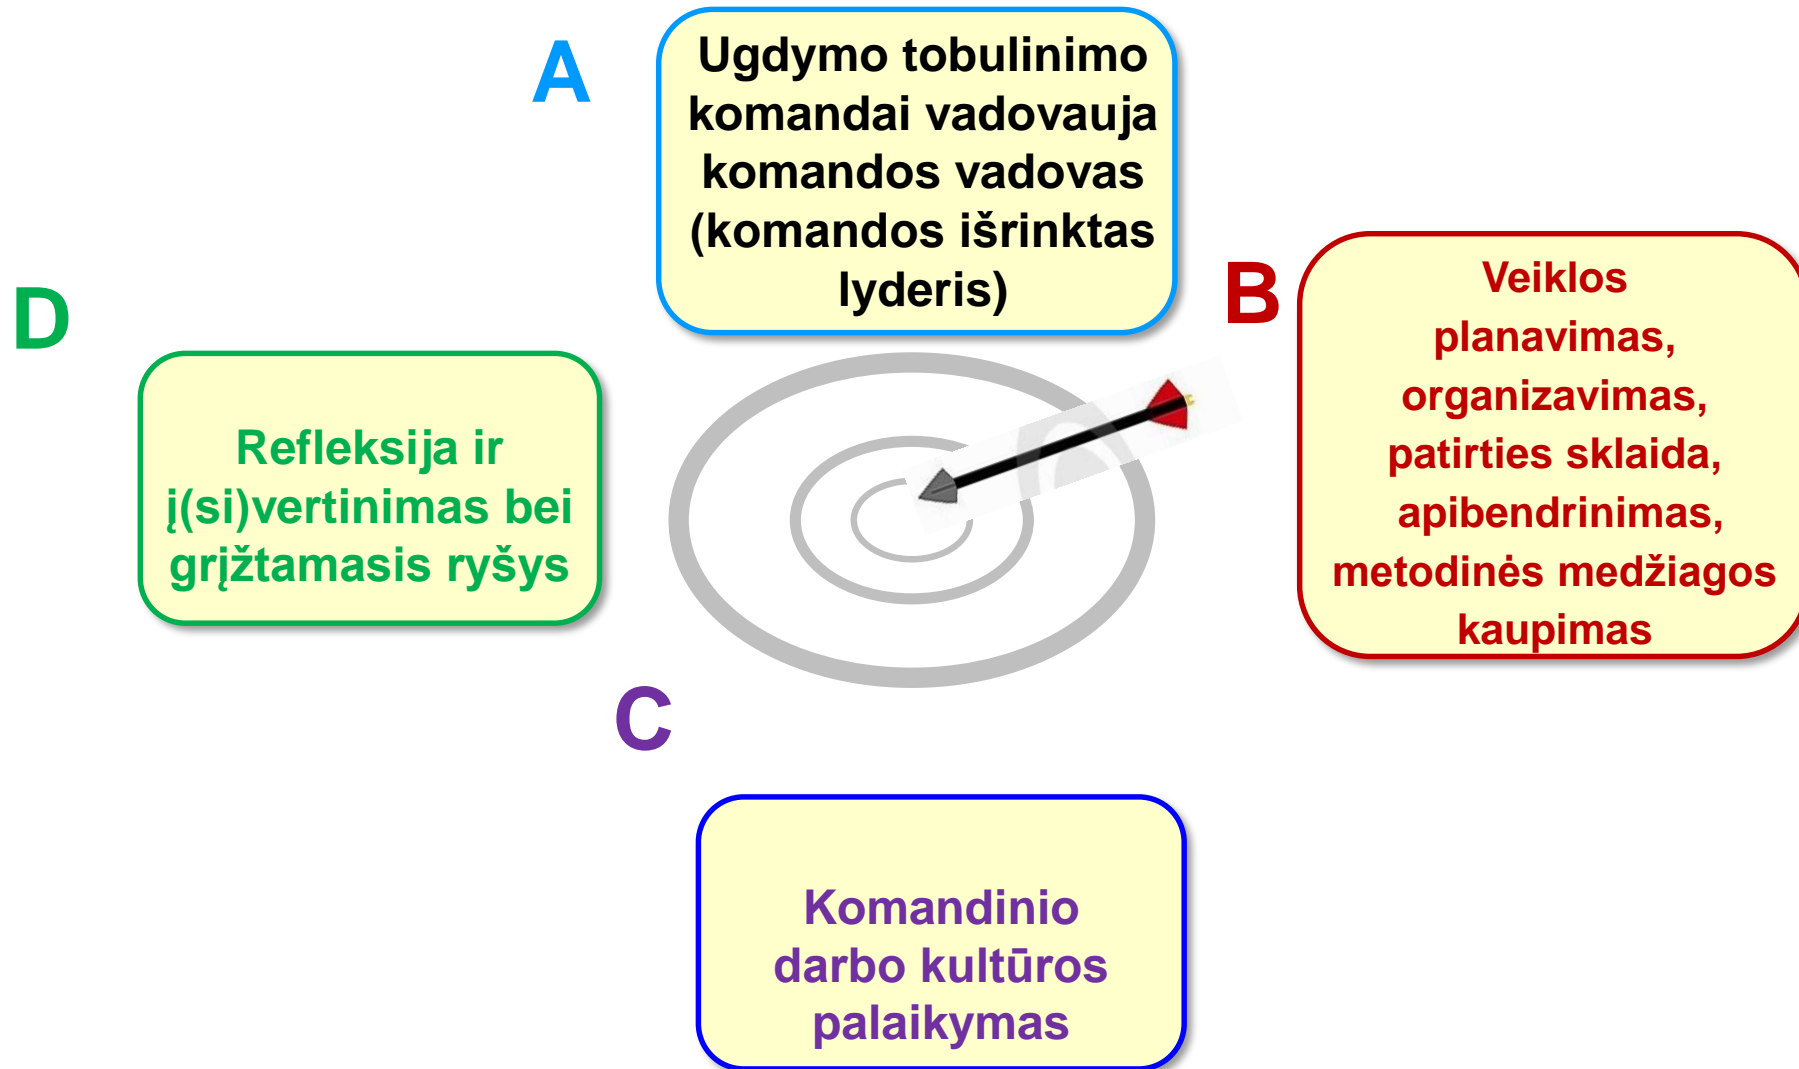 A
Ugdymo tobulinimo
komandai vadovauja
komandos vadovas
(komandos išrinktas
lyderis)
B
Veiklos
planavimas,
organizavimas,
patirties sklaida,
apibendrinimas,
metodinės medžiagos
kaupimas
C
Komandinio
darbo kultūros
palaikymas
D
Refleksija ir
į(si)vertinimas bei
grįžtamasis ryšys